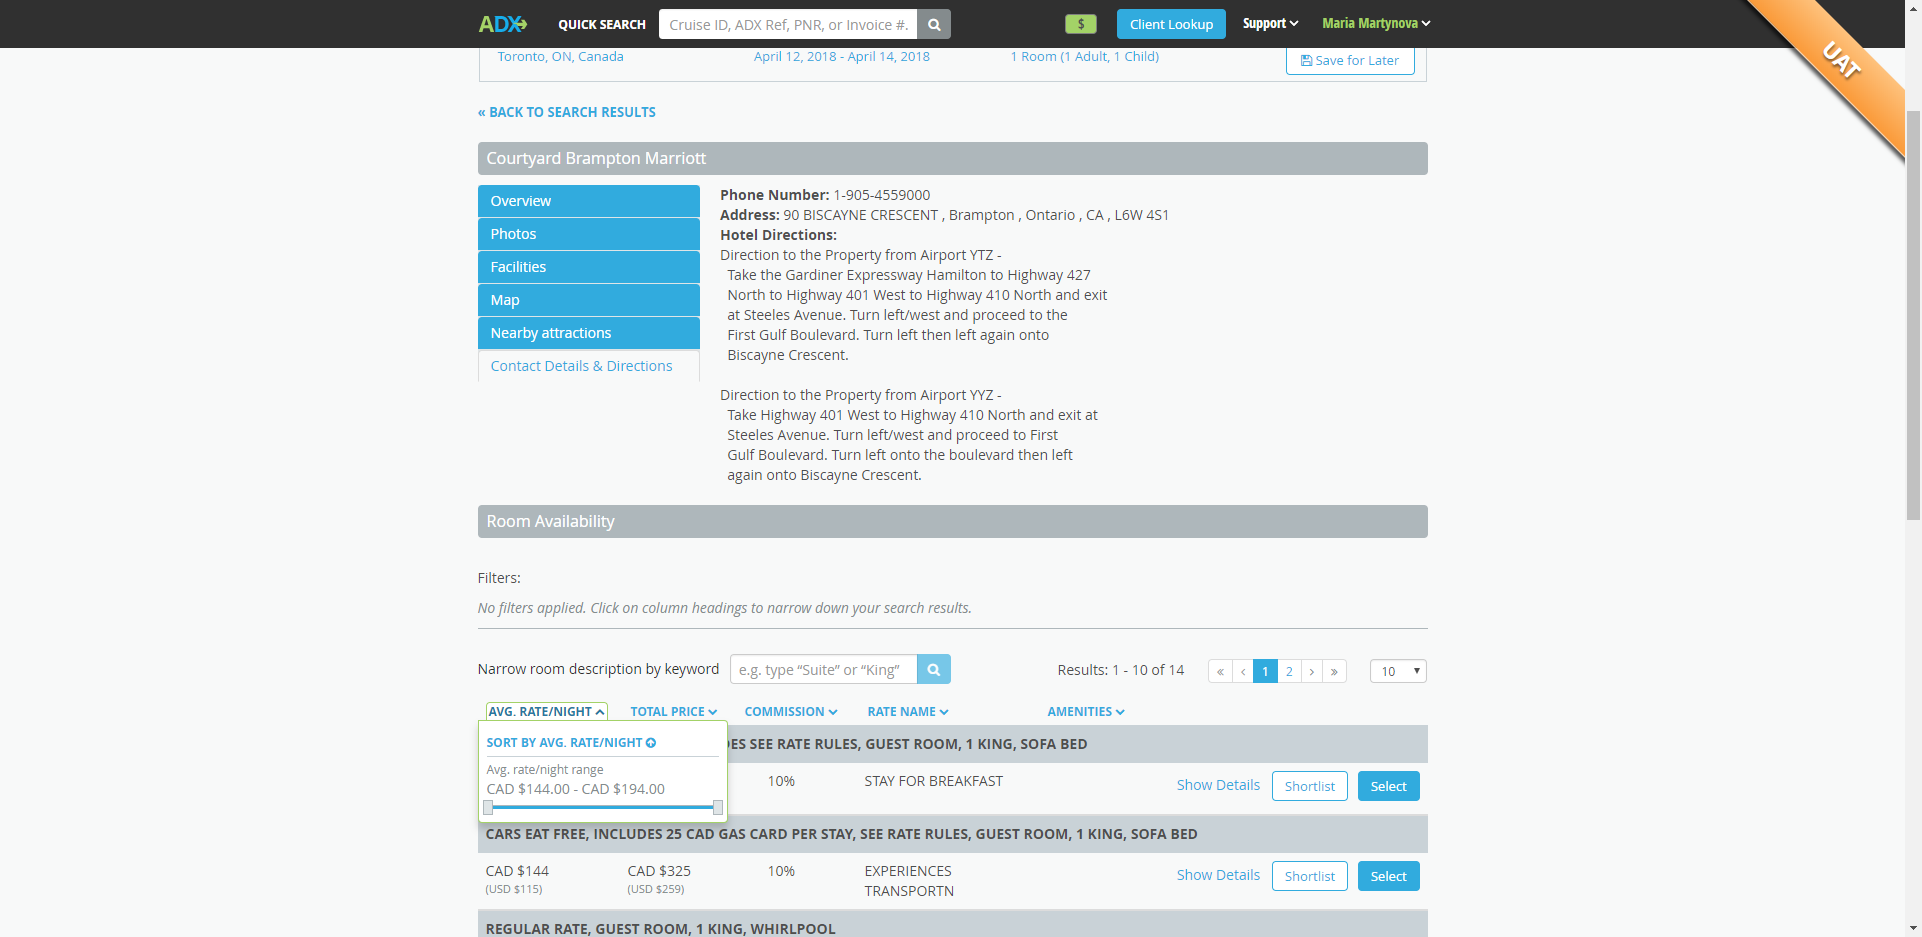 ADX QUICK SEARCH Cruise ID, ADX Ref, PNR, or Invoice #. $ Client Lookup Support Maria Martynova
UAT
Toronto, ON, Canada April 12, 2018 - April 14, 2018 1 Room (1 Adult, 1 Child) Save for Later
« BACK TO SEARCH RESULTS
Courtyard Brampton Marriott
Overview
Photos
Facilities
Map
Nearby attractions
Contact Details & Directions
Phone Number: 1-905-4559000
Address: 90 BISCAYNE CRESCENT , Brampton , Ontario , CA , L6W 4S1
Hotel Directions:
Direction to the Property from Airport YTZ -
Take the Gardiner Expressway Hamilton to Highway 427
North to Highway 401 West to Highway 410 North and exit
at Steeles Avenue. Turn left/west and proceed to the
First Gulf Boulevard. Turn left then left again onto
Biscayne Crescent.
Direction to the Property from Airport YYZ -
Take Highway 401 West to Highway 410 North and exit at
Steeles Avenue. Turn left/west and proceed to First
Gulf Boulevard. Turn left onto the boulevard then left
again onto Biscayne Crescent.
Room Availability
Filters:
No filters applied. Click on column headings to narrow down your search results.
Narrow room description by keyword e.g. type “Suite” or “King” Results: 1 - 10 of 14 « ‹ 1 2 › » 10
AVG. RATE/NIGHT TOTAL PRICE COMMISSION RATE NAME AMENITIES
SORT BY AVG. RATE/NIGHT
Avg. rate/night range
CAD $144.00 - CAD $194.00
DES SEE RATE RULES, GUEST ROOM, 1 KING, SOFA BED
10% STAY FOR BREAKFAST Show Details Shortlist Select
CARS EAT FREE, INCLUDES 25 CAD GAS CARD PER STAY, SEE RATE RULES, GUEST ROOM, 1 KING, SOFA BED
CAD $144 CAD $325 10% EXPERIENCES Show Details Shortlist Select
(USD $115) (USD $259) TRANSPORTN
REGULAR RATE, GUEST ROOM, 1 KING, WHIRLPOOL